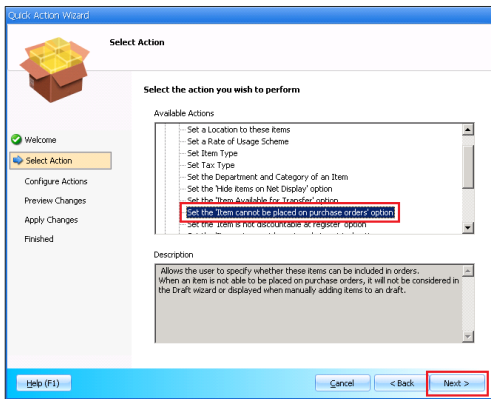 Quick Action Wizard
Select Action
Select the action you wish to perform
Available Actions
Set a Location to these items
Set a Rate of Usage Scheme
Set Item Type
Set Tax Type
Set the Department and Category of an Item
Set the 'Hide items on Net Display' option
Set the 'Item Available for Transfer' option
Set the 'Item cannot be placed on purchase orders' option
Set the 'Item is not discountable at register' option
Welcome
Select Action
Configure Actions
Preview Changes
Apply Changes
Finished
Description
Allows the user to specify whether these items can be included in orders.
When an item is not able to be placed on purchase orders, it will not be considered in
the Draft wizard or displayed when manually adding items to an draft.
Help (F1)
Cancel
< Back
Next >